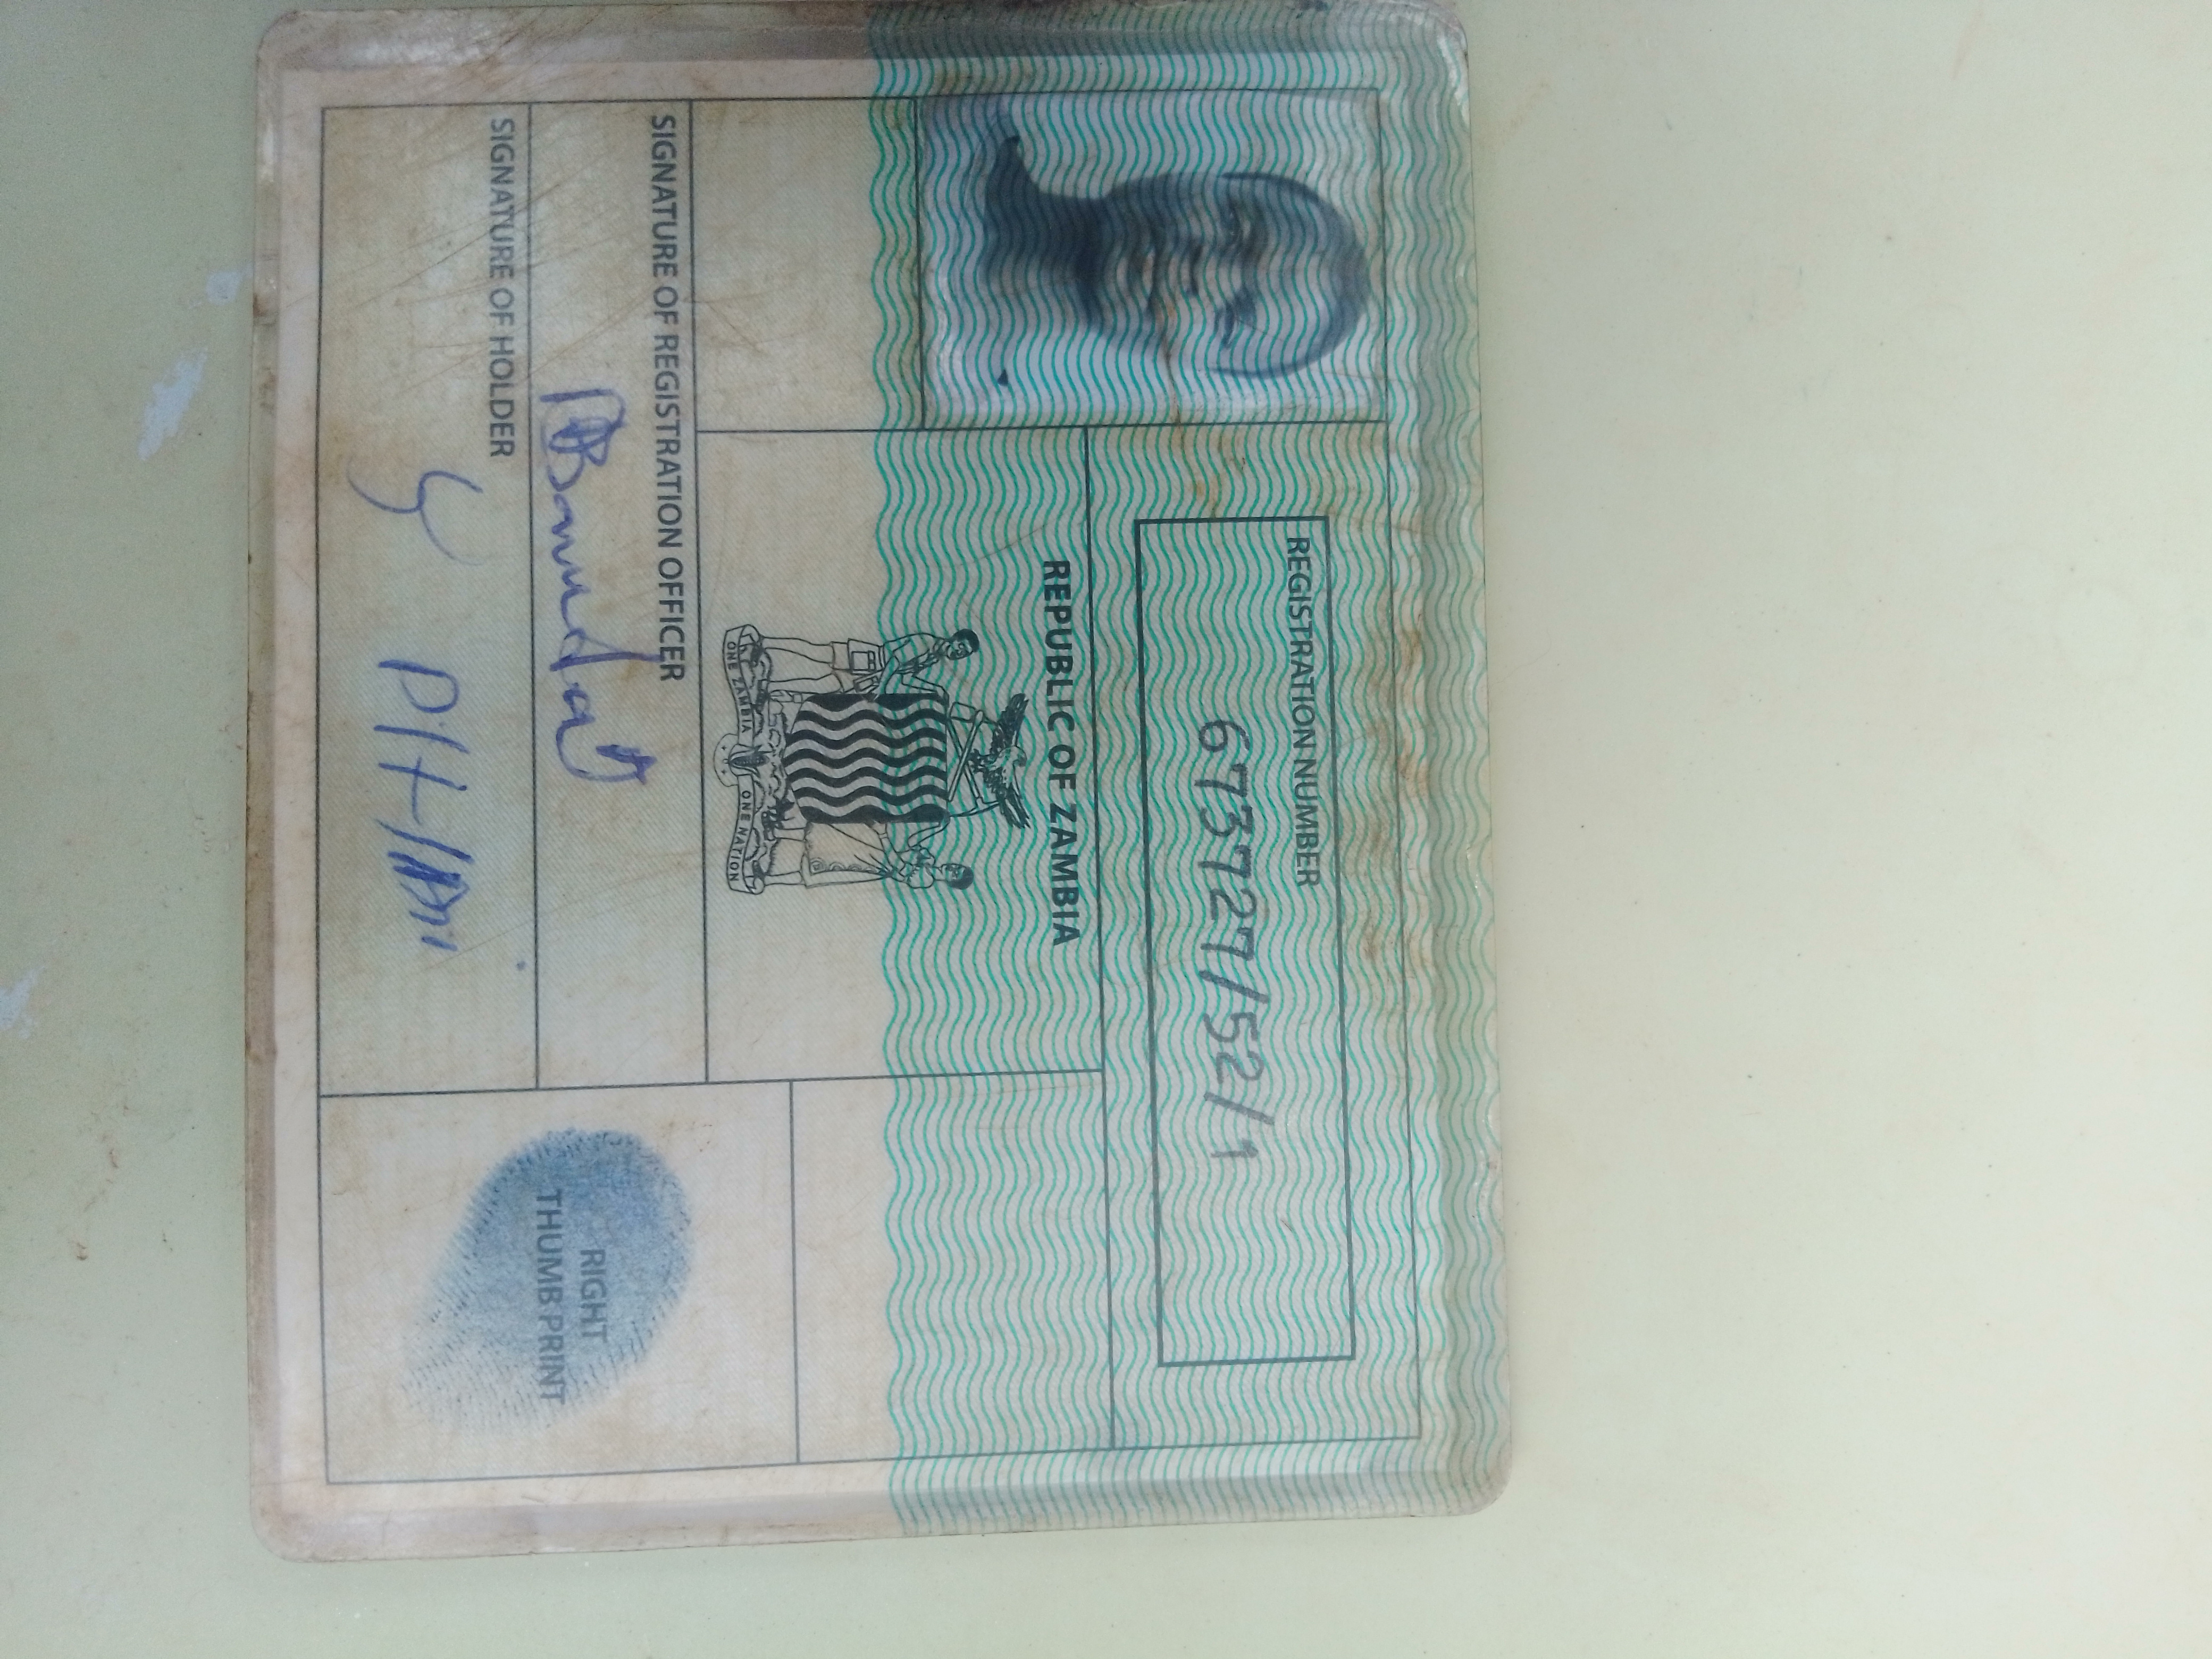 REGISTRATION NUMBER
673727/52/1
REPUBLIC OF ZAMBIA
ONE ZAMBIA ONE NATION
SIGNATURE OF REGISTRATION OFFICER
Banda
SIGNATURE OF HOLDER
RIGHT
THUMB PRINT